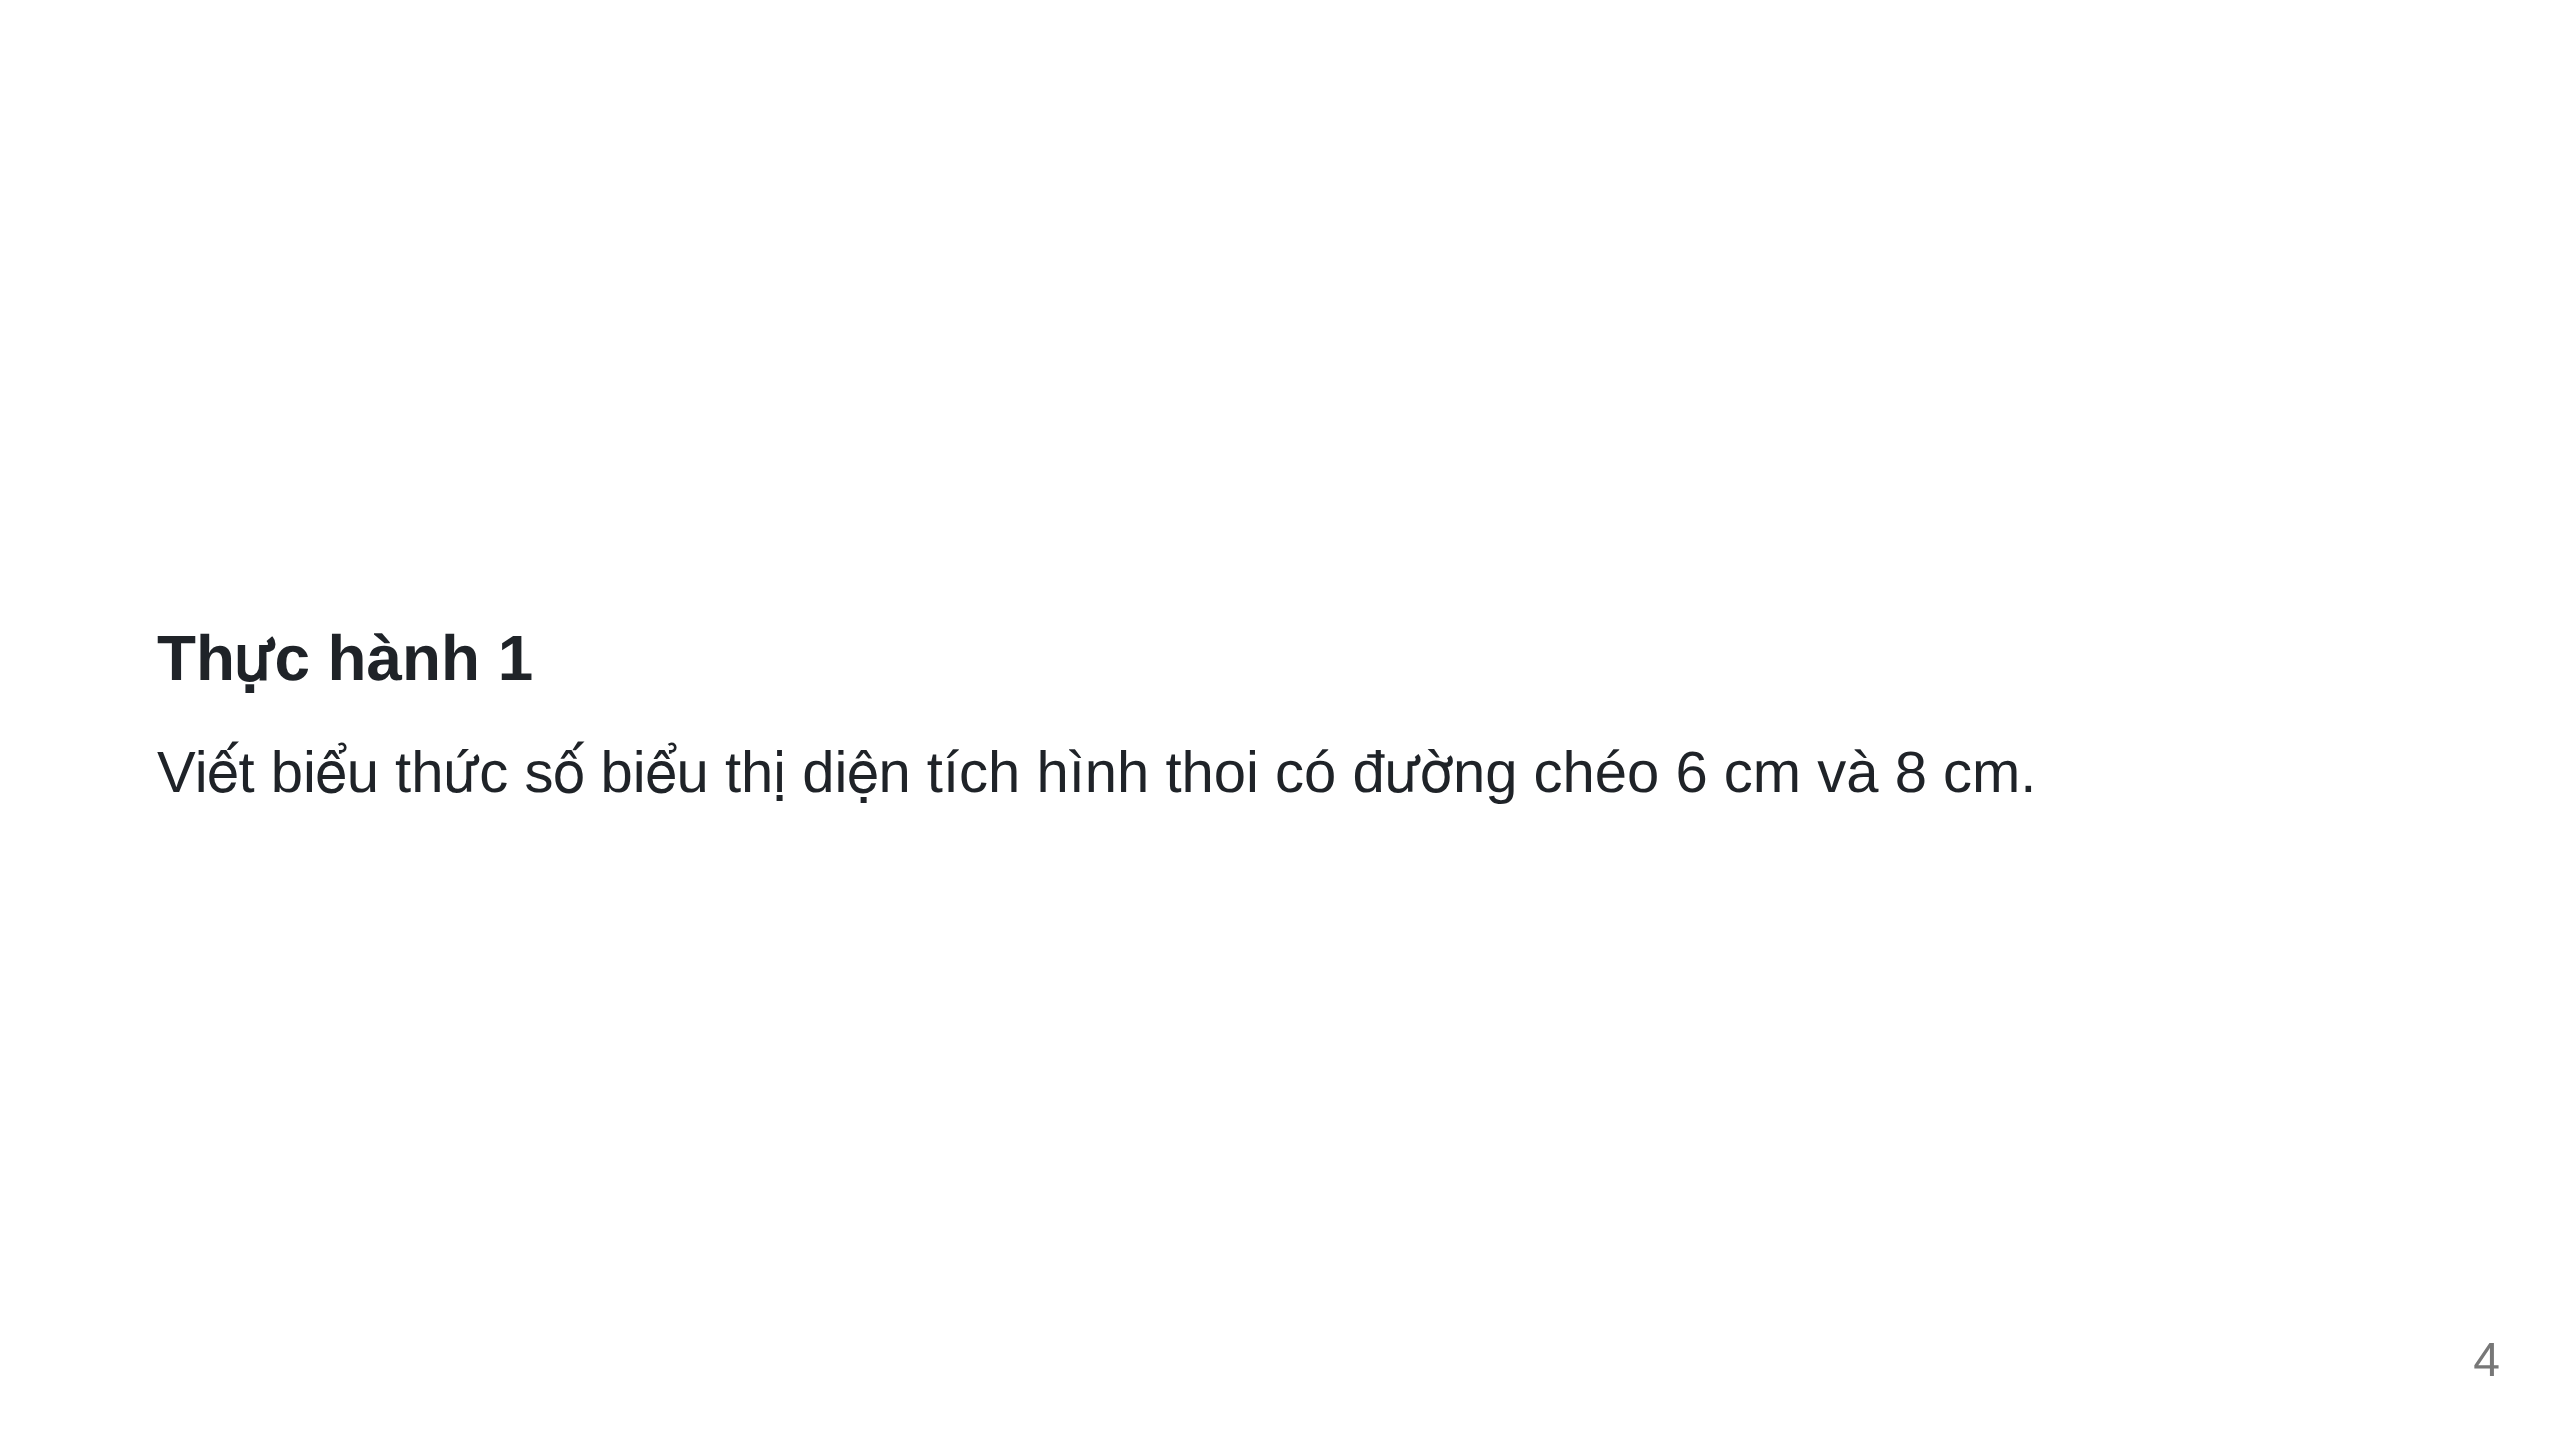 Thực hành 1
Viết biểu thức số biểu thị diện tích hình thoi có đường chéo 6 cm và 8 cm.
4